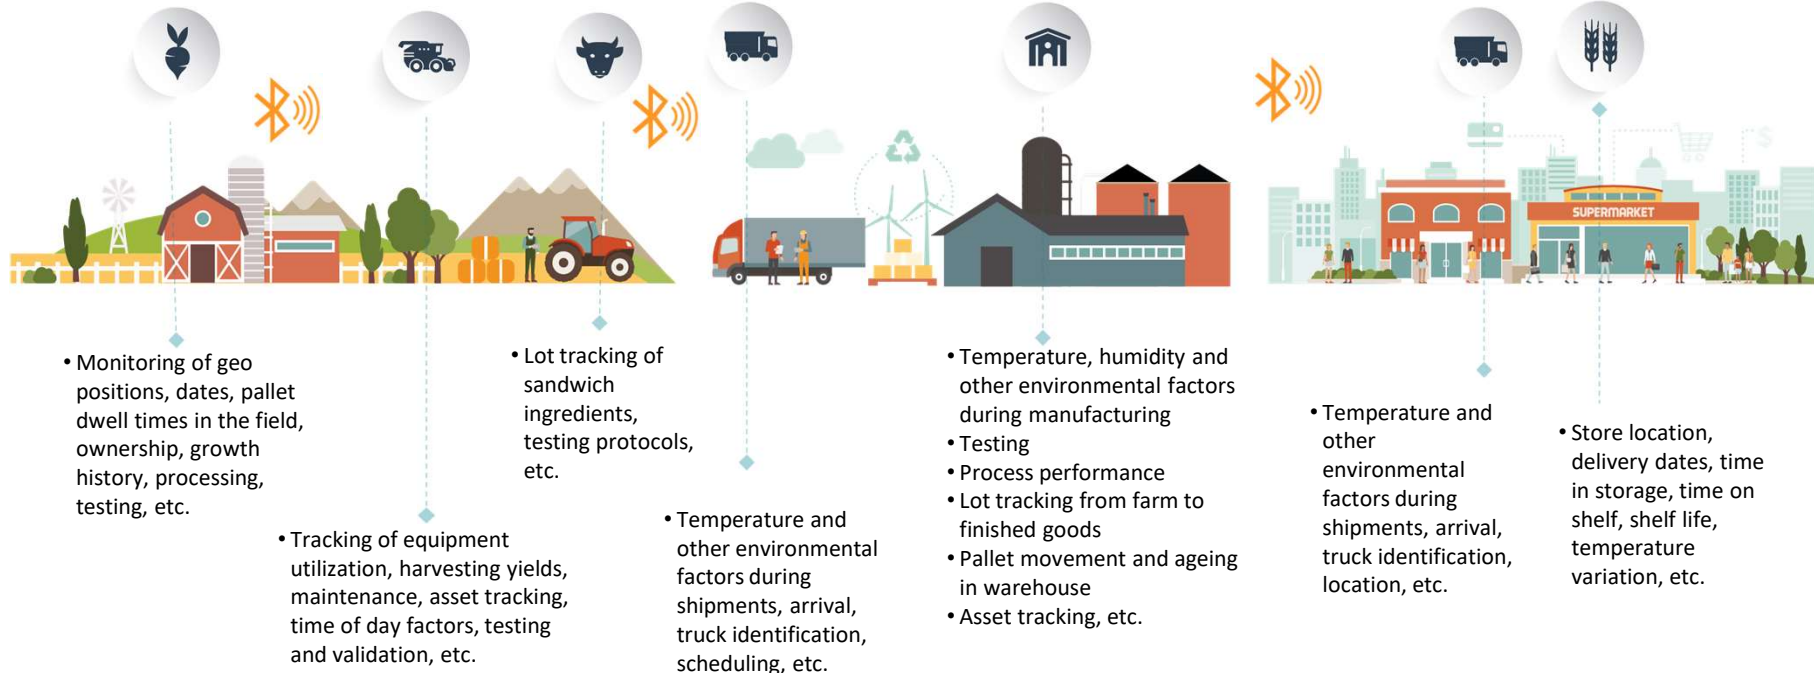 SUPERMARKET
• Monitoring of geo
positions, dates, pallet
dwell times in the field,
ownership, growth
history, processing,
testing, etc.
• Tracking of equipment
utilization, harvesting yields,
maintenance, asset tracking,
time of day factors, testing
and validation, etc.
• Lot tracking of
sandwich
ingredients,
testing protocols,
etc.
• Temperature and
other environmental
factors during
shipments, arrival,
truck identification,
scheduling, etc.
• Temperature, humidity and
other environmental factors
during manufacturing
• Testing
• Process performance
• Lot tracking from farm to
finished goods
• Pallet movement and ageing
in warehouse
• Asset tracking, etc.
• Temperature and
other
environmental
factors during
shipments, arrival,
truck identification,
location, etc.
• Store location,
delivery dates, time
in storage, time on
shelf, shelf life,
temperature
variation, etc.